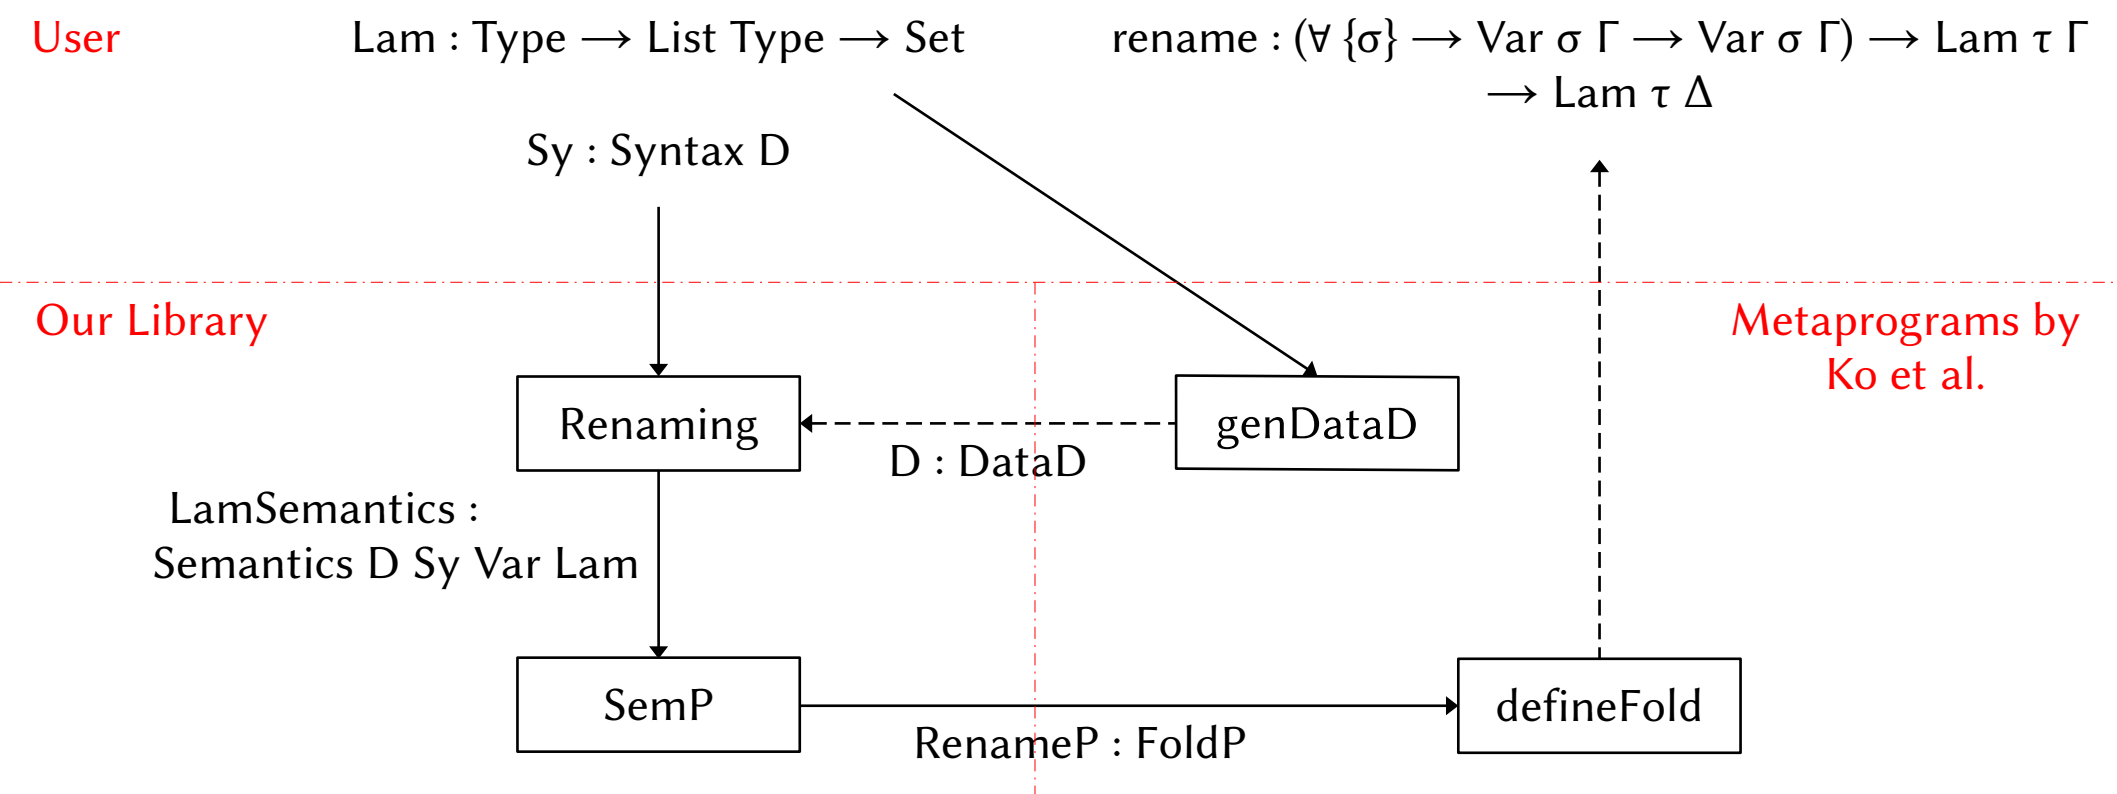 User
Lam : Type → List Type → Set
rename : (∀ {σ} → Var σ Γ → Var σ Γ) → Lam τ Γ
→ Lam τ Δ
Sy : Syntax D
Our Library
Metaprograms by
Ko et al.
Renaming
genDataD
D : DataD
LamSemantics :
Semantics D Sy Var Lam
SemP
defineFold
RenameP : FoldP